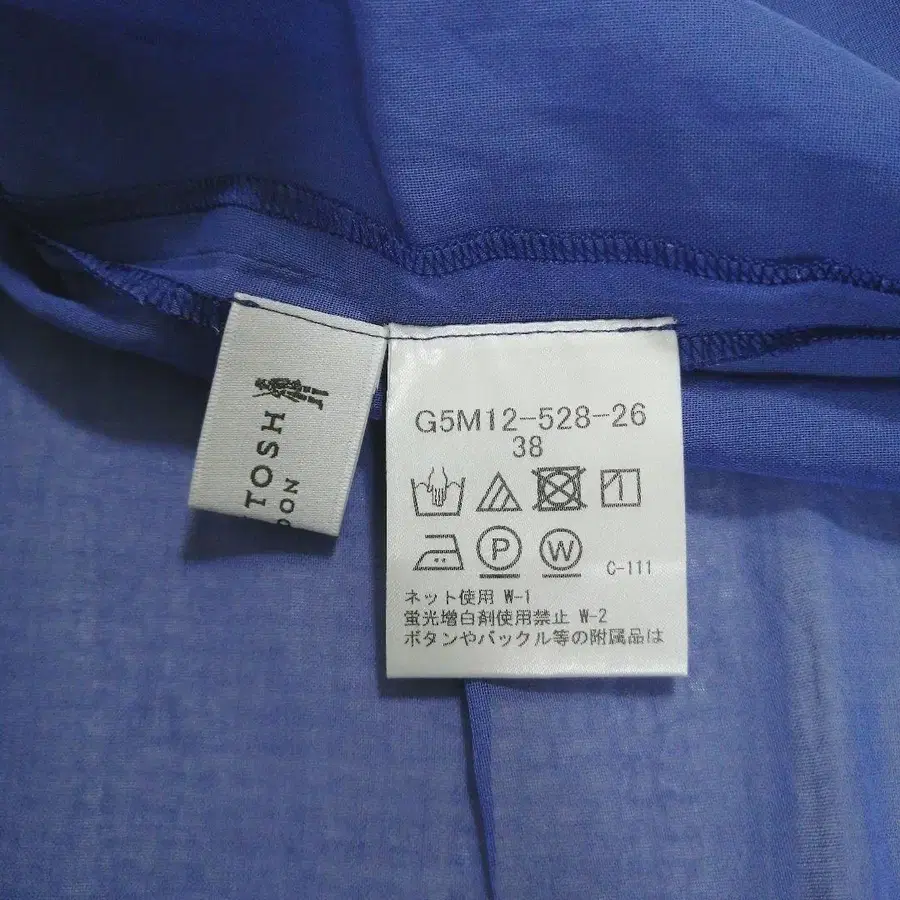 TOSH
DON
G5M12-528-26
38
P
W
C-111
ネット使用 W-1
蛍光増白剤使用禁止 W-2
ボタンやバックル等の附属品は